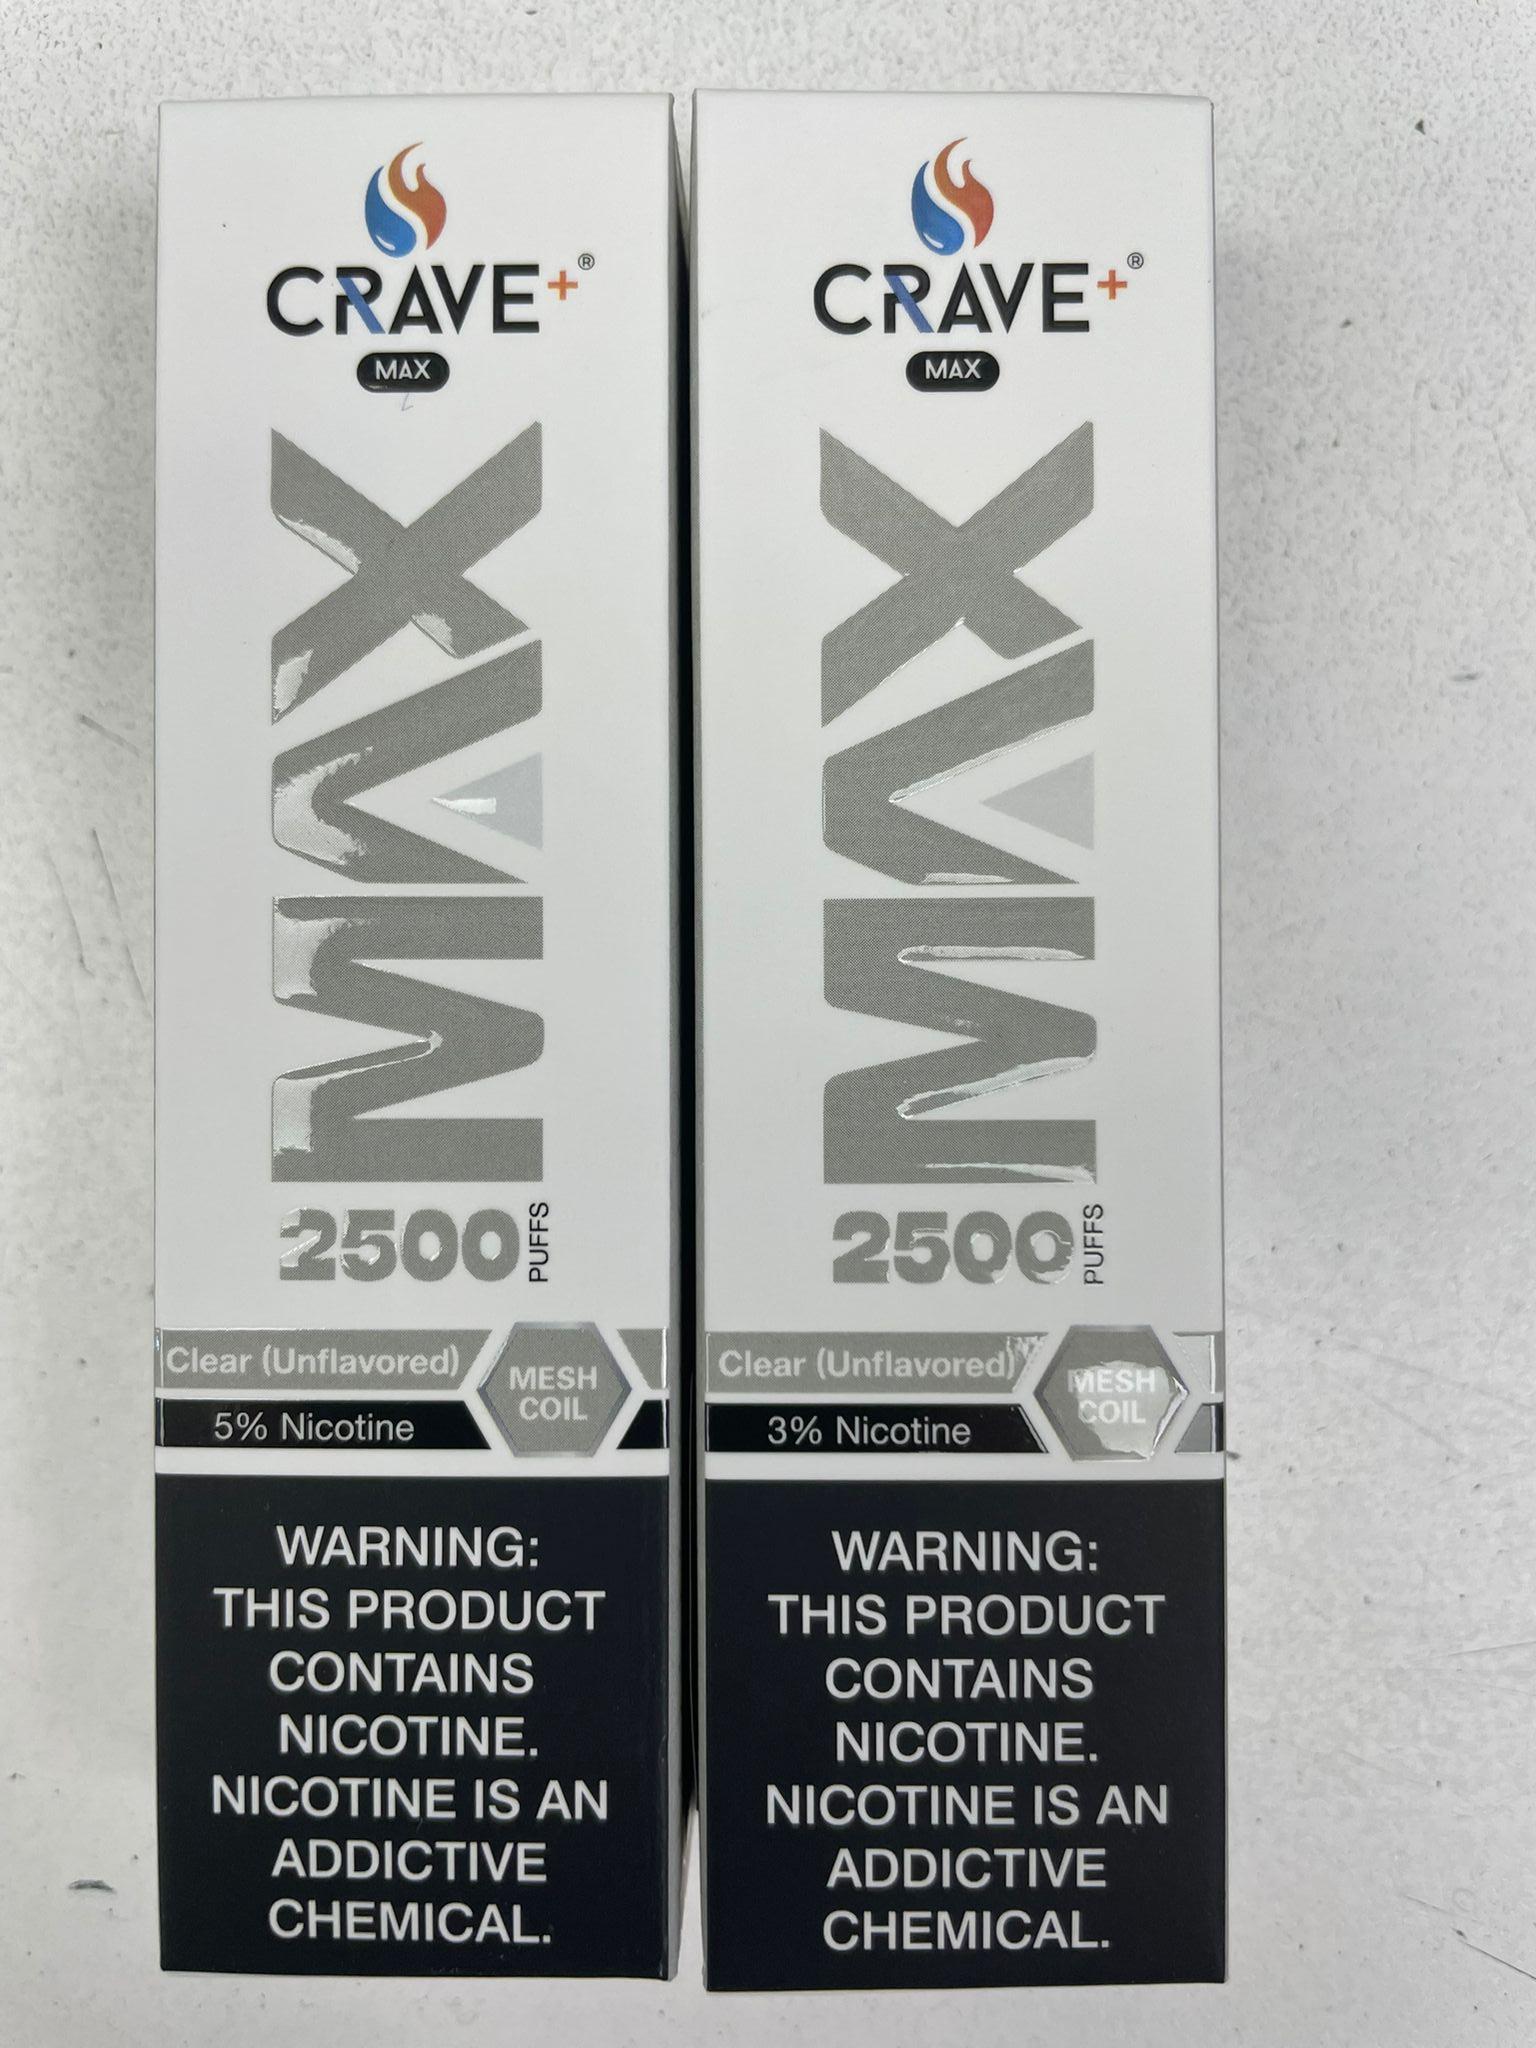 CRAVE+®
MAX
MAX
2500 PUFFS
Clear (Unflavored)
MESH
COIL
5% Nicotine
WARNING:
THIS PRODUCT
CONTAINS
NICOTINE.
NICOTINE IS AN
ADDICTIVE
CHEMICAL.
CRAVE+®
MAX
MAX
2500 PUFFS
Clear (Unflavored)
MESH
COIL
3% Nicotine
WARNING:
THIS PRODUCT
CONTAINS
NICOTINE.
NICOTINE IS AN
ADDICTIVE
CHEMICAL.